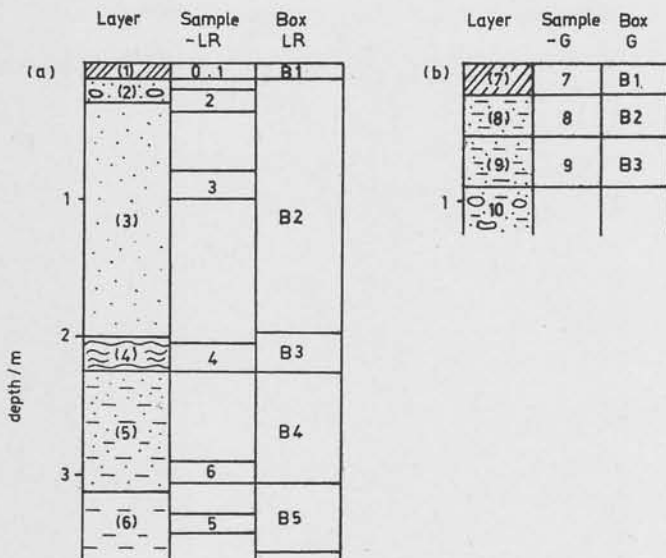 Layer Sample Box
-LR LR
(a)
(1) 0.1 B1
(2) 2
3
1
(3) B2
2
(4) 4 B3
(5) B4
6
3
(6) 5 B5
depth/m
Layer Sample Box
-G G
(b)
(7) 7 B1
(8) 8 B2
(9) 9 B3
1
10